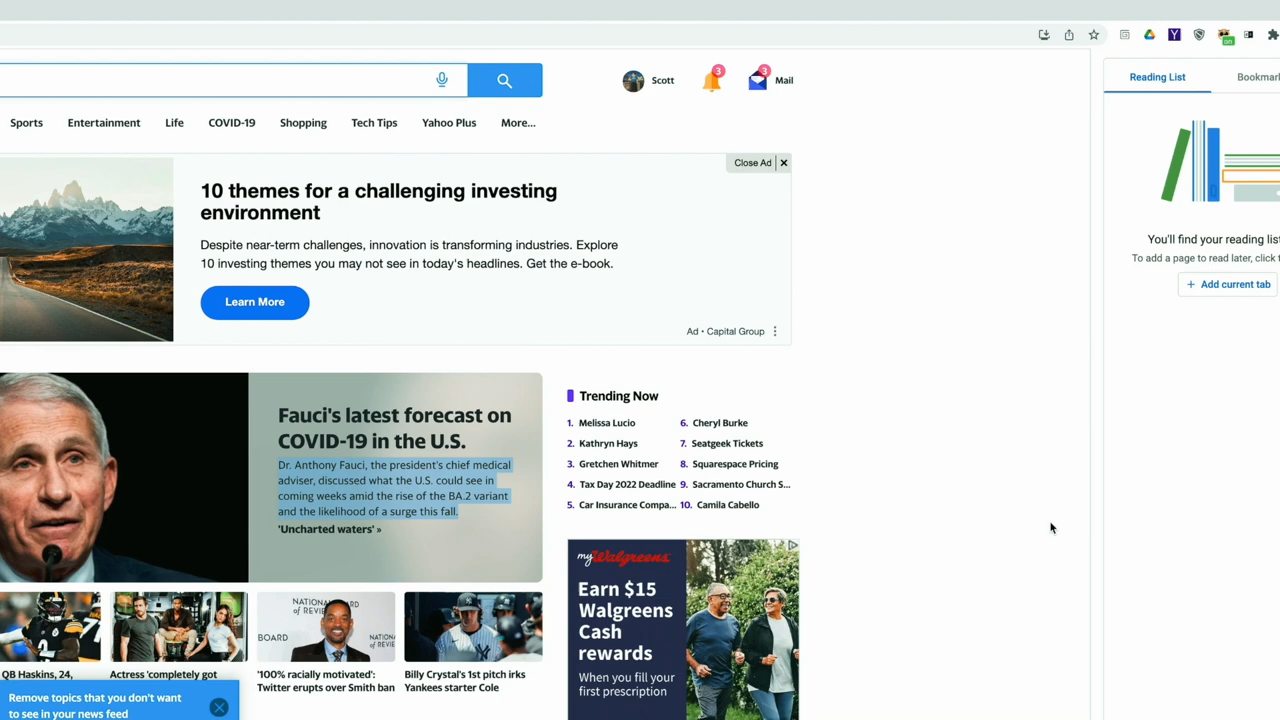 Reading List
Scott
3
3
Mail
Sports
Entertainment
Life
COVID-19
Shopping
Tech Tips
Yahoo Plus
More...
Close Ad
10 themes for a challenging investing
environment
Despite near-term challenges, innovation is transforming industries. Explore
10 investing themes you may not see in today's headlines. Get the e-book.
Learn More
Ad • Capital Group
You'll find your reading list
To add a page to read later, click
+ Add current tab
Fauci's latest forecast on
COVID-19 in the U.S.
Dr. Anthony Fauci, the president's chief medical
adviser, discussed what the U.S. could see in
coming weeks amid the rise of the BA.2 variant
and the likelihood of a surge this fall.
'Uncharted waters' »
Trending Now
1. Melissa Lucio
2. Kathryn Hays
3. Gretchen Whitmer
4. Tax Day 2022 Deadline
5. Car Insurance Compa...
6. Cheryl Burke
7. Seatgeek Tickets
8. Squarespace Pricing
9. Sacramento Church S...
10. Camila Cabello
my Walgreens
Earn $15
Walgreens
Cash
rewards
When you fill your
first prescription
NATIONAL
of REVIEW
BOARD
QB Haskins, 24,
Actress 'completely got
'100% racially motivated':
Twitter erupts over Smith ban
Billy Crystal's 1st pitch irks
Yankees starter Cole
Remove topics that you don't want
to see in your news feed